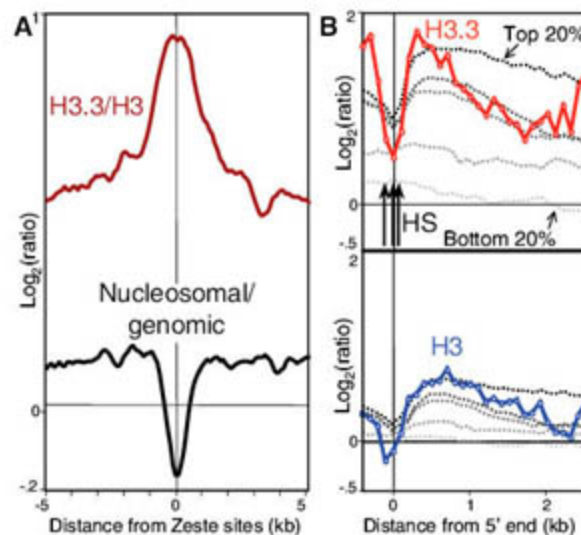 A
1
H3.3/H3
Log₂(ratio)
Nucleosomal/
genomic
0
-.2
-5
0
5
Distance from Zeste sites (kb)
B
2
H3.3
Top 20%
Log₂(ratio)
0
HS
-.5
Bottom 20%
2
H3
Log₂(ratio)
0
-.5
0
1
2
Distance from 5' end (kb)